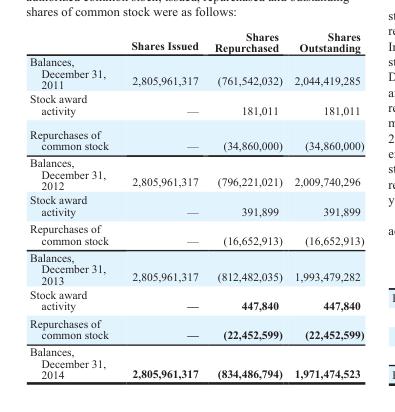 shares of common stock were as follows:
Shares Shares
Shares Issued Repurchased Outstanding
Balances,
December 31,
2011 2,805,961,317 (761,542,032) 2,044,419,285
Stock award
activity — 181,011 181,011
Repurchases of
common stock — (34,860,000) (34,860,000)
Balances,
December 31,
2012 2,805,961,317 (796,221,021) 2,009,740,296
Stock award
activity — 391,899 391,899
Repurchases of
common stock — (16,652,913) (16,652,913)
Balances,
December 31,
2013 2,805,961,317 (812,482,035) 1,993,479,282
Stock award
activity — 447,840 447,840
Repurchases of
common stock — (22,452,599) (22,452,599)
Balances,
December 31,
2014 2,805,961,317 (834,486,794) 1,971,474,523